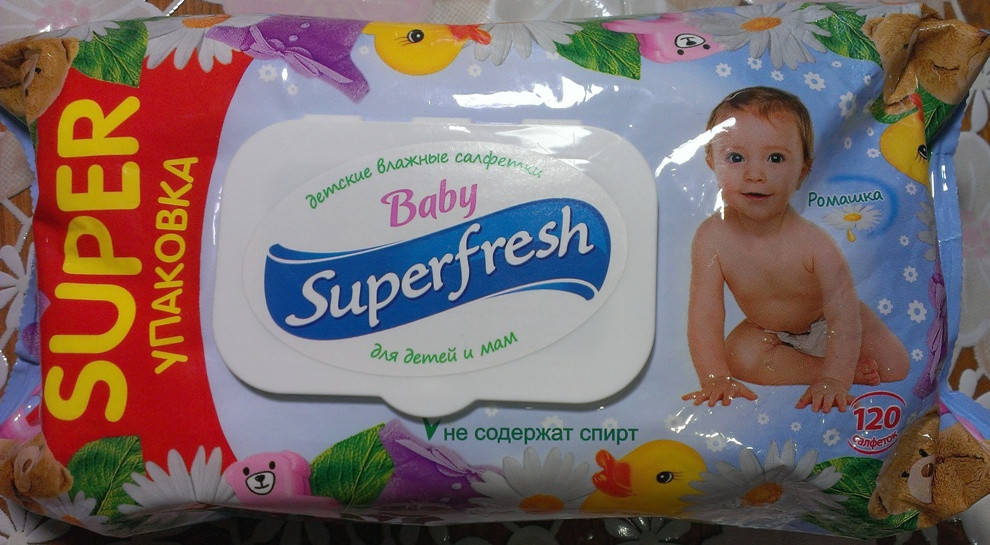 SUPER
УПАКОВКА
детские влажные салфетки
Baby
Superfresh
для детей и мам
не содержат спирт
Ромашка
120
салфеток